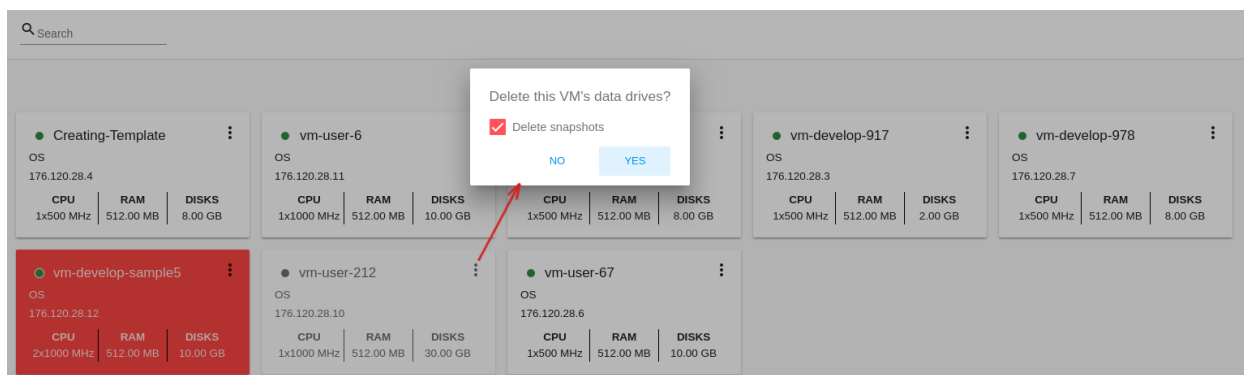 Search
Delete this VM's data drives?
Delete snapshots
NO YES
Creating-Template
OS
176.120.28.4
CPU RAM DISKS
1x500 MHz 512.00 MB 8.00 GB
vm-user-6
OS
176.120.28.11
CPU RAM DISKS
1x1000 MHz 512.00 MB 10.00 GB
CPU RAM DISKS
1x500 MHz 512.00 MB 8.00 GB
vm-develop-917
OS
176.120.28.3
CPU RAM DISKS
1x500 MHz 512.00 MB 2.00 GB
vm-develop-978
OS
176.120.28.7
CPU RAM DISKS
1x500 MHz 512.00 MB 8.00 GB
vm-develop-sample5
OS
176.120.28.12
CPU RAM DISKS
2x1000 MHz 512.00 MB 10.00 GB
vm-user-212
OS
176.120.28.10
CPU RAM DISKS
1x1000 MHz 512.00 MB 30.00 GB
vm-user-67
OS
176.120.28.6
CPU RAM DISKS
1x500 MHz 512.00 MB 10.00 GB